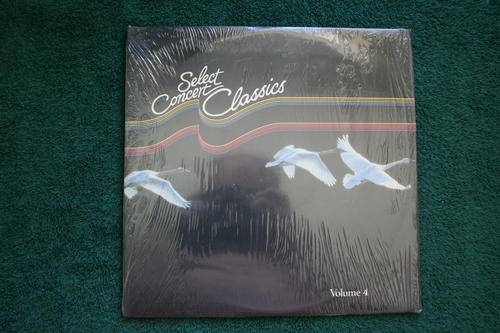 Select
Concert Classics
Volume 4